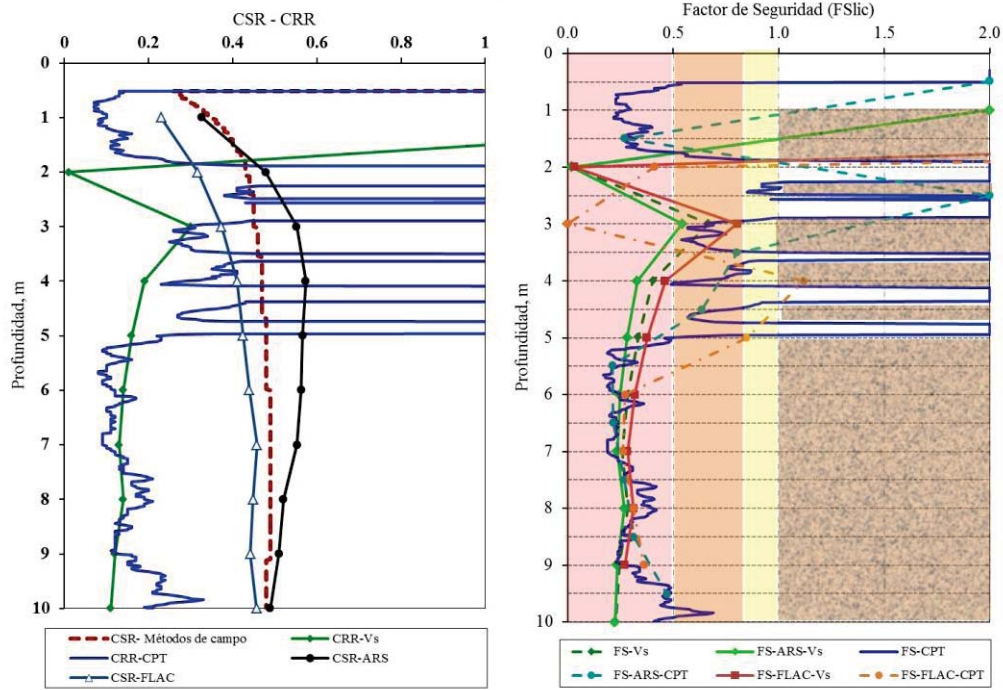 CSR - CRR
0 0.2 0.4 0.6 0.8 1
Profundidad, m
0
1
2
3
4
5
6
7
8
9
10
CSR- Métodos de campo
CRR-Vs
CRR-CPT
CSR-ARS
CSR-FLAC
Factor de Seguridad (FSlic)
0.0 0.5 1.0 1.5 2.0
Profundidad, m
0
1
2
3
4
5
6
7
8
9
10
FS-Vs
FS-ARS-Vs
FS-CPT
FS-ARS-CPT
FS-FLAC-Vs
FS-FLAC-CPT